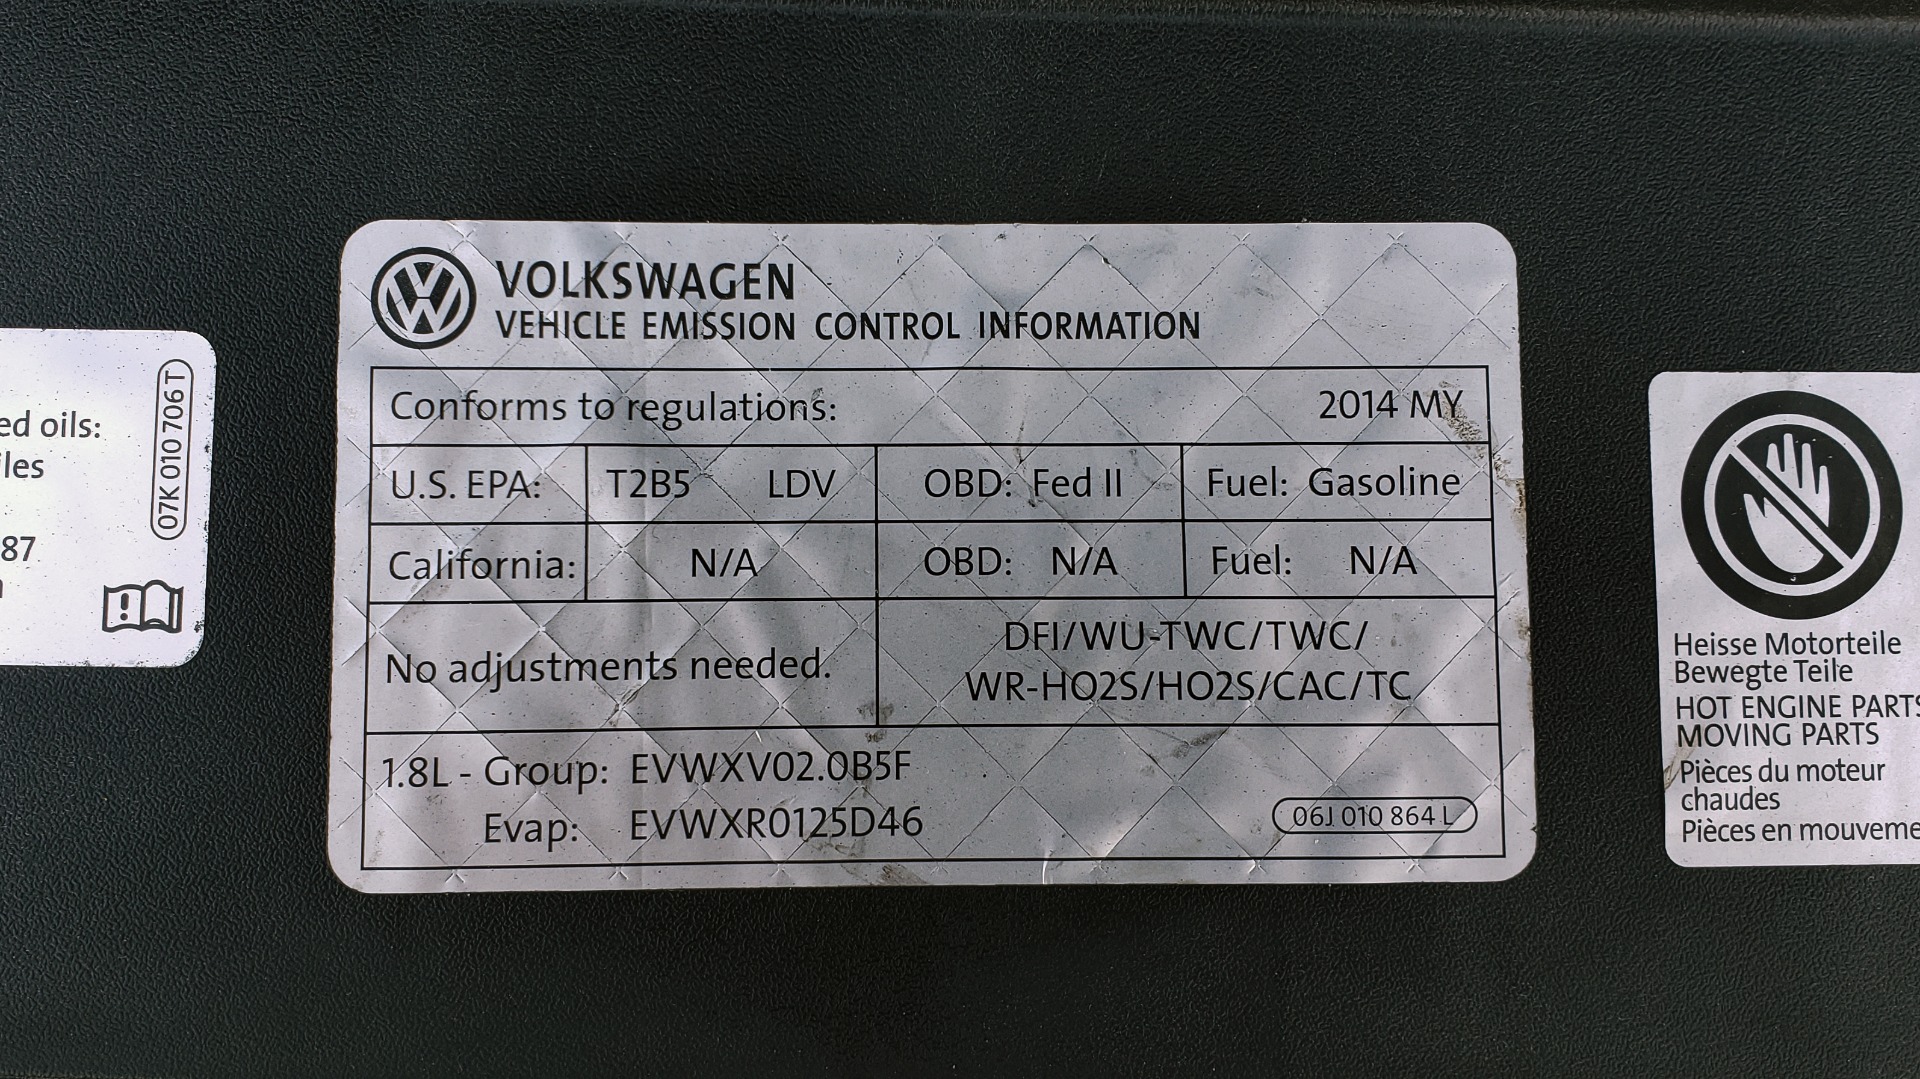 ed oils:
iles
87
07K 010 706 T
VOLKSWAGEN
VEHICLE EMISSION CONTROL INFORMATION
Conforms to regulations: 2014 MY
U.S. EPA: T2B5 LDV OBD: Fed II Fuel: Gasoline
California: N/A OBD: N/A Fuel: N/A
No adjustments needed.
DFI/WU-TWC/TWC/
WR-HO2S/HO2S/CAC/TC
1.8L - Group: EVWXV02.0B5F
Evap: EVWXR0125D46
06J 010 864 L
Heisse Motorteile
Bewegte Teile
HOT ENGINE PARTS
MOVING PARTS
Pièces du moteur
chaudes
Pièces en mouveme